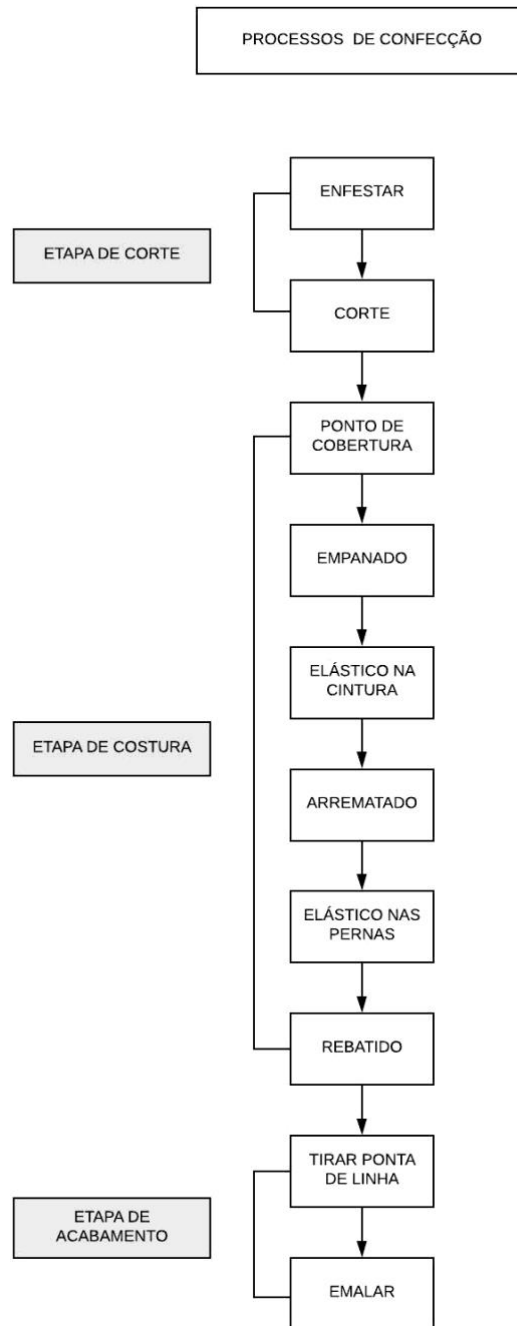 PROCESSOS DE CONFECÇÃO
ENFESTAR
ETAPA DE CORTE
CORTE
PONTO DE
COBERTURA
EMPANADO
ELÁSTICO NA
CINTURA
ETAPA DE COSTURA
ARREMATADO
ELÁSTICO NAS
PERNAS
REBATIDO
TIRAR PONTA
DE LINHA
ETAPA DE
ACABAMENTO
EMALAR